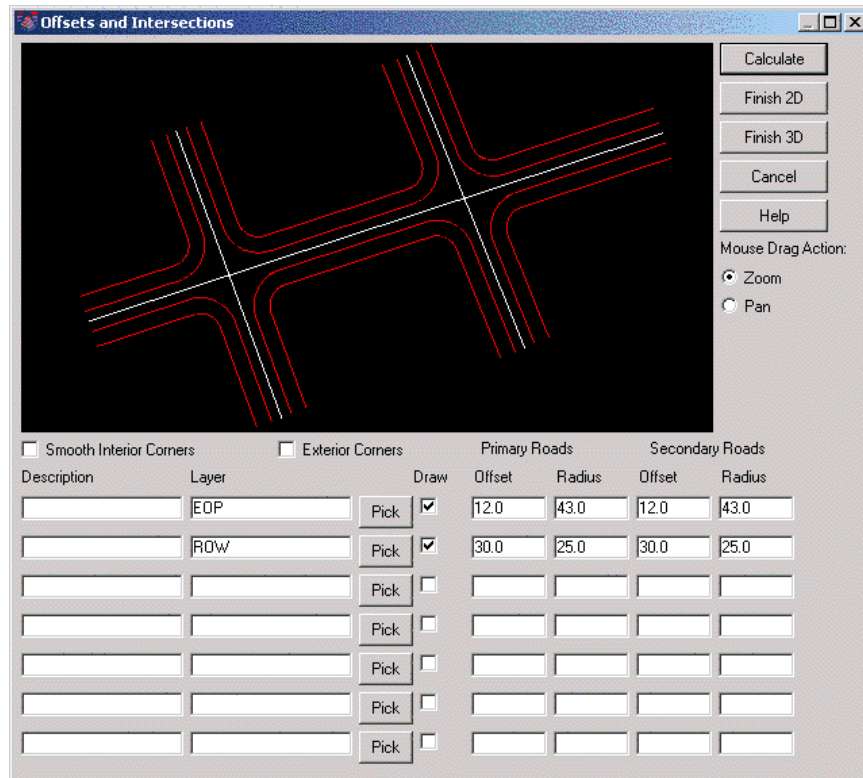 Offsets and Intersections
Calculate
Finish 2D
Finish 3D
Cancel
Help
Mouse Drag Action:
Zoom
Pan
Smooth Interior Corners Exterior Corners Primary Roads Secondary Roads
Description Layer Draw Offset Radius Offset Radius
EOP Pick 12.0 43.0 12.0 43.0
ROW Pick 30.0 25.0 30.0 25.0
Pick
Pick
Pick
Pick
Pick